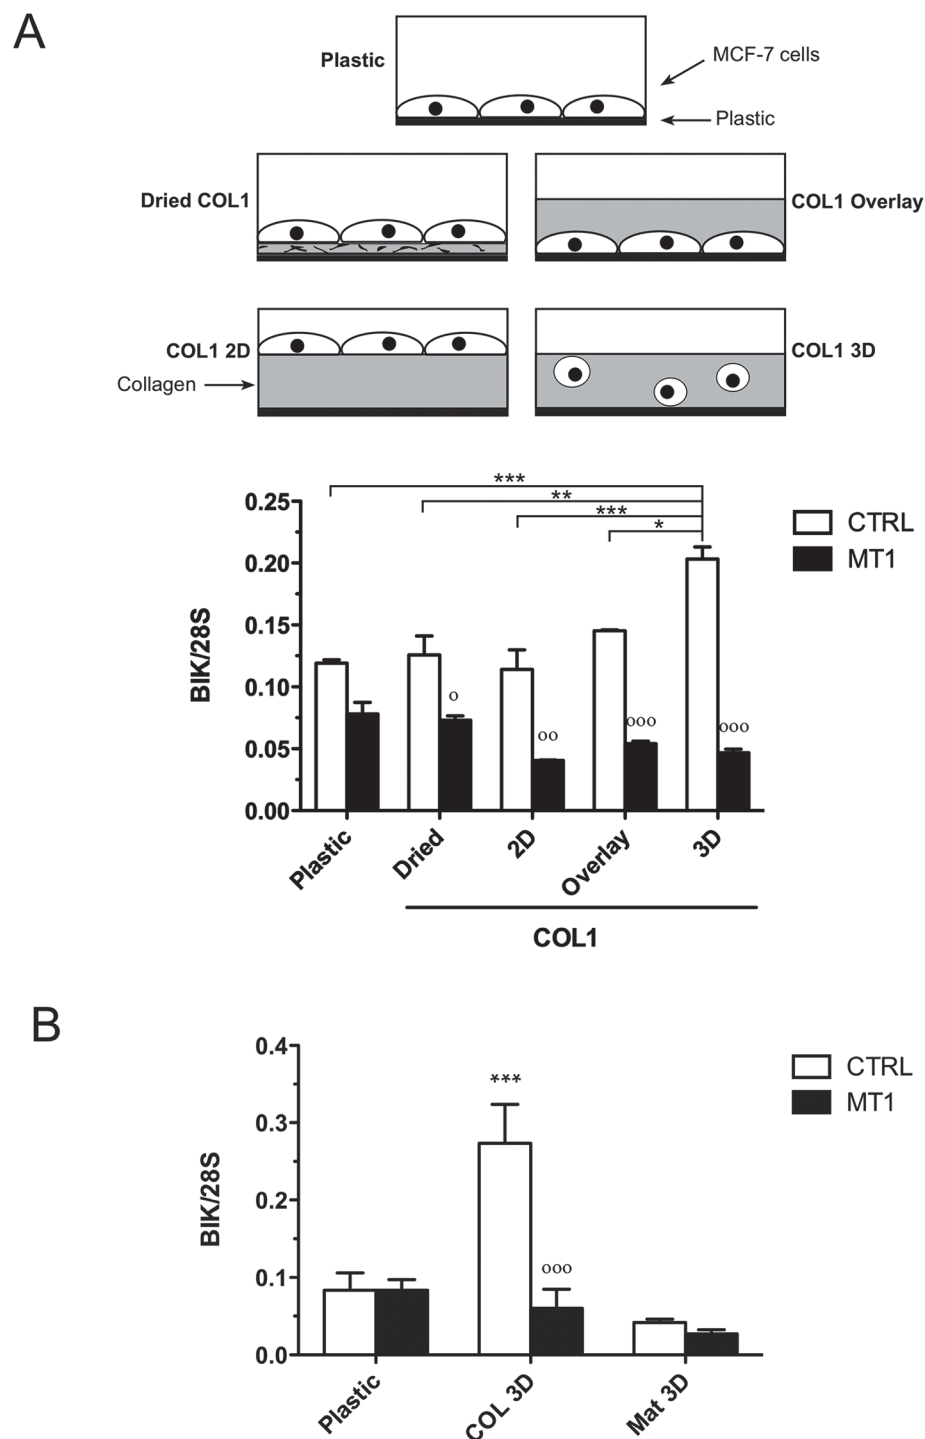 A
Plastic
MCF-7 cells
Plastic
Dried COL1
COL1 Overlay
COL1 2D
COL1 3D
Collagen
***
**
***
*
0.25
0.20
0.15
0.10
0.05
0.00
BIK/28S
CTRL
MT1
o
oo
ooo
ooo
Plastic
Dried
2D
Overlay
3D
COL1
B
0.4
0.3
0.2
0.1
0.0
BIK/28S
CTRL
MT1
***
ooo
Plastic
COL 3D
Mat 3D